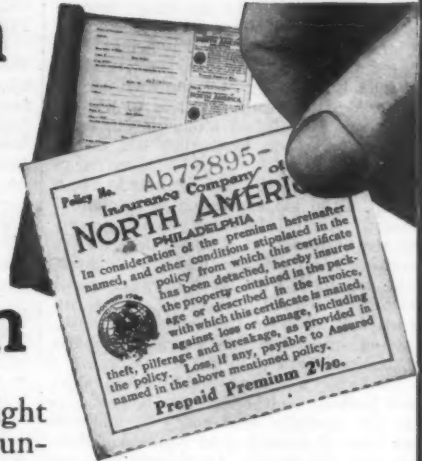 Policy No. Ab72895-
Insurance Company of
NORTH AMERIC
PHILADELPHIA
In consideration of the premium hereinafter
named, and other conditions stipulated in the
policy from which this certificate
has been detached, hereby insures
the property contained in the pack-
age or described in the invoice,
with which this certificate is mailed,
against loss or damage, including
theft, pilferage and breakage, as provided in
the policy. Loss, if any, payable to Assured
named in the above mentioned policy.
Prepaid Premium 2½c.
n
ght
un-